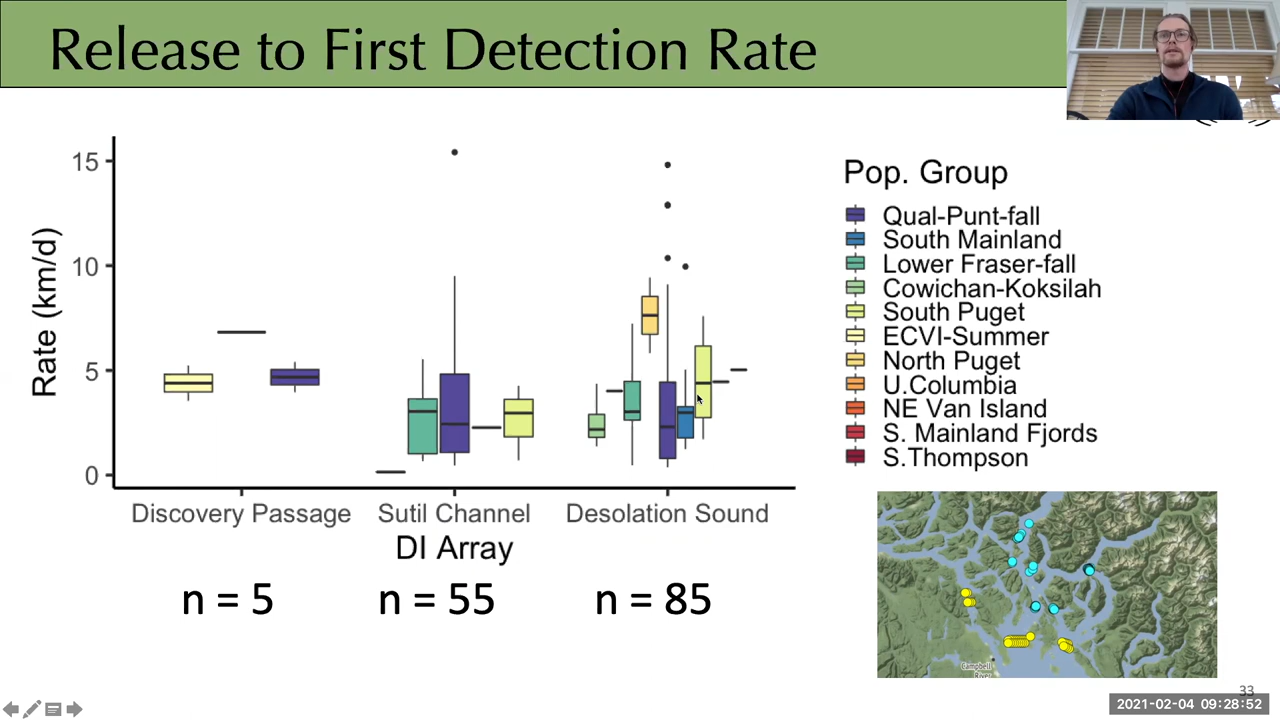 Release to First Detection Rate
15
10
5
0
Rate (km/d)
Discovery Passage Sutil Channel Desolation Sound
DI Array
n = 5 n = 55 n = 85
Pop. Group
Qual-Punt-fall
South Mainland
Lower Fraser-fall
Cowichan-Koksilah
South Puget
ECVI-Summer
North Puget
U.Columbia
NE Van Island
S. Mainland Fjords
S.Thompson
Campbell
River
33
2021-02-04 09:28:52